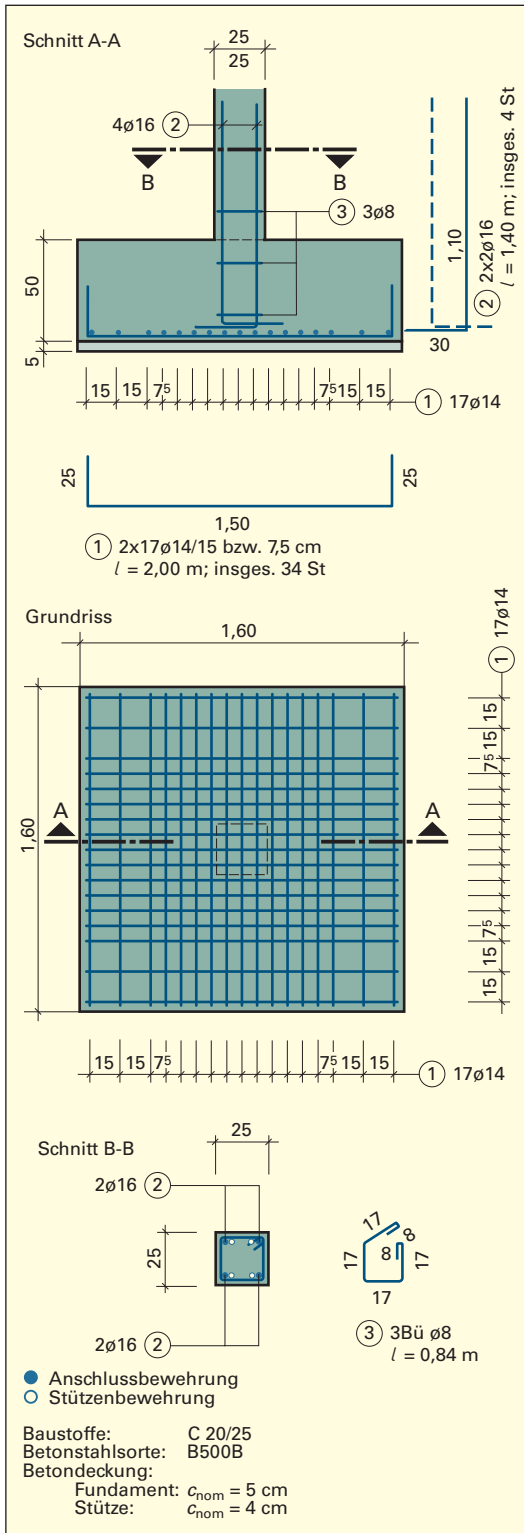 Schnitt A-A
25
25
4ø16 2
B B
3 3ø8
50
5
1,10
30
2 2x2ø16
l = 1,40 m; insges. 4 St
15 15 7⁵ 7⁵ 15 15
1 17ø14
25 25
1,50
1 2x17ø14/15 bzw. 7,5 cm
l = 2,00 m; insges. 34 St
Grundriss
1,60
1 17ø14
15
15
7⁵
A A
1,60
7⁵
15
15
15 15 7⁵ 7⁵ 15 15
1 17ø14
Schnitt B-B
25
2ø16 2
25
2ø16 2
17
8
8
17 17
17
3 3Bü ø8
l = 0,84 m
Anschlussbewehrung
Stützenbewehrung
Baustoffe: C 20/25
Betonstahlsorte: B500B
Betondeckung:
Fundament: cnom = 5 cm
Stütze: cnom = 4 cm